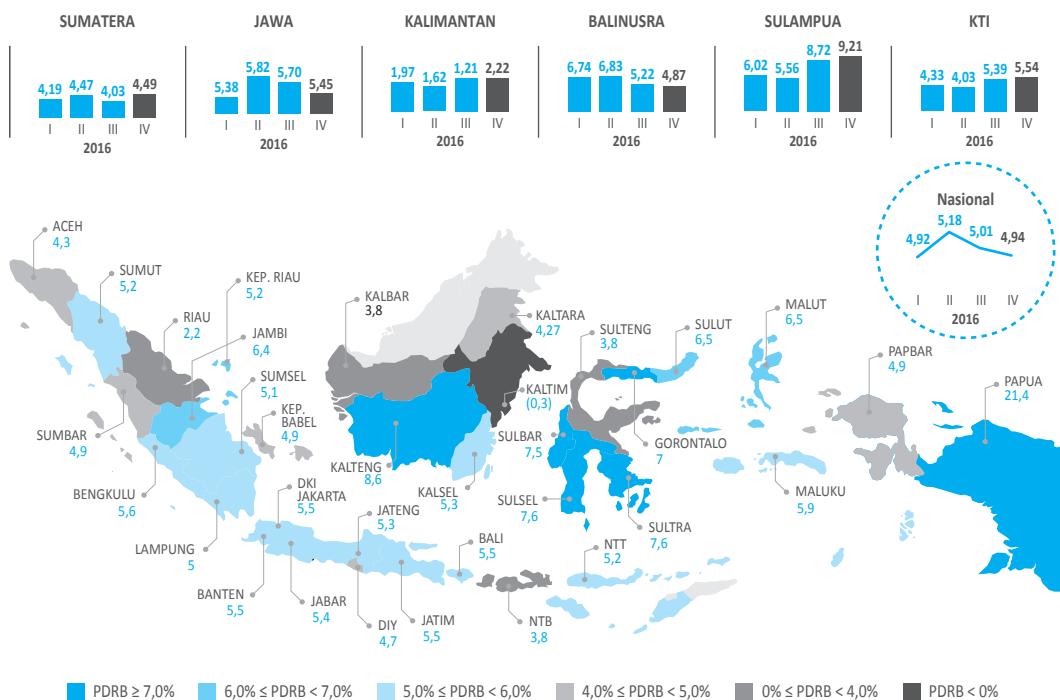 SUMATERA
4,19 4,47 4,03 4,49
I II III IV
2016
JAWA
5,38 5,82 5,70 5,45
I II III IV
2016
KALIMANTAN
1,97 1,62 1,21 2,22
I II III IV
2016
BALINUSRA
6,74 6,83 5,22 4,87
I II III IV
2016
SULAMPUA
6,02 5,56 8,72 9,21
I II III IV
2016
KTI
4,33 4,03 5,39 5,54
I II III IV
2016
Nasional
4,92 5,18 5,01 4,94
I II III IV
2016
ACEH
4,3
SUMUT
5,2
RIAU
2,2
KEP. RIAU
5,2
JAMBI
6,4
SUMSEL
5,1
KEP.
BABEL
4,9
SUMBAR
4,9
BENGKULU
5,6
LAMPUNG
5
DKI
JAKARTA
5,5
BANTEN
5,5
JABAR
5,4
JATENG
5,3
DIY
4,7
JATIM
5,5
BALI
5,5
NTB
3,8
NTT
5,2
KALBAR
3,8
KALTARA
4,27
KALTIM
(0,3)
KALTENG
8,6
KALSEL
5,3
SULTENG
3,8
SULUT
6,5
GORONTALO
7
SULBAR
7,5
SULSEL
7,6
SULTRA
7,6
MALUT
6,5
MALUKU
5,9
PAPBAR
4,9
PAPUA
21,4
PDRB ≥ 7,0%
6,0% ≤ PDRB < 7,0%
5,0% ≤ PDRB < 6,0%
4,0% ≤ PDRB < 5,0%
0% ≤ PDRB < 4,0%
PDRB < 0%